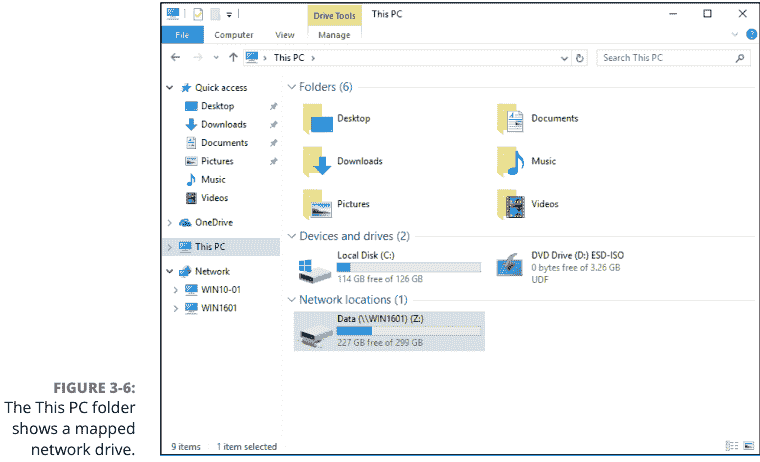 Drive Tools
This PC
File
Computer
View
Manage
This PC
Search This PC
Quick access
Desktop
Downloads
Documents
Pictures
Music
Videos
OneDrive
This PC
Network
WIN10-01
WIN1601
Folders (6)
Desktop
Documents
Downloads
Music
Pictures
Videos
Devices and drives (2)
Local Disk (C:)
114 GB free of 126 GB
DVD Drive (D:) ESD-ISO
0 bytes free of 3.26 GB
UDF
Network locations (1)
Data (\\WIN1601) (Z:)
227 GB free of 299 GB
9 items
1 item selected
FIGURE 3-6:
The This PC folder
shows a mapped
network drive.